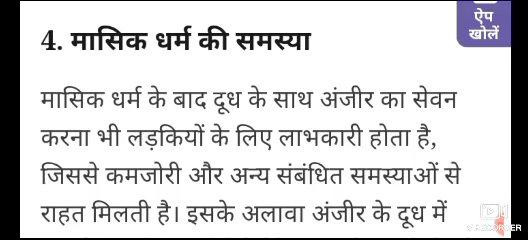 ऐप
खोलें
4. मासिक धर्म की समस्या
मासिक धर्म के बाद दूध के साथ अंजीर का सेवन
करना भी लड़कियों के लिए लाभकारी होता है,
जिससे कमजोरी और अन्य संबंधित समस्याओं से
राहत मिलती है। इसके अलावा अंजीर के दूध में